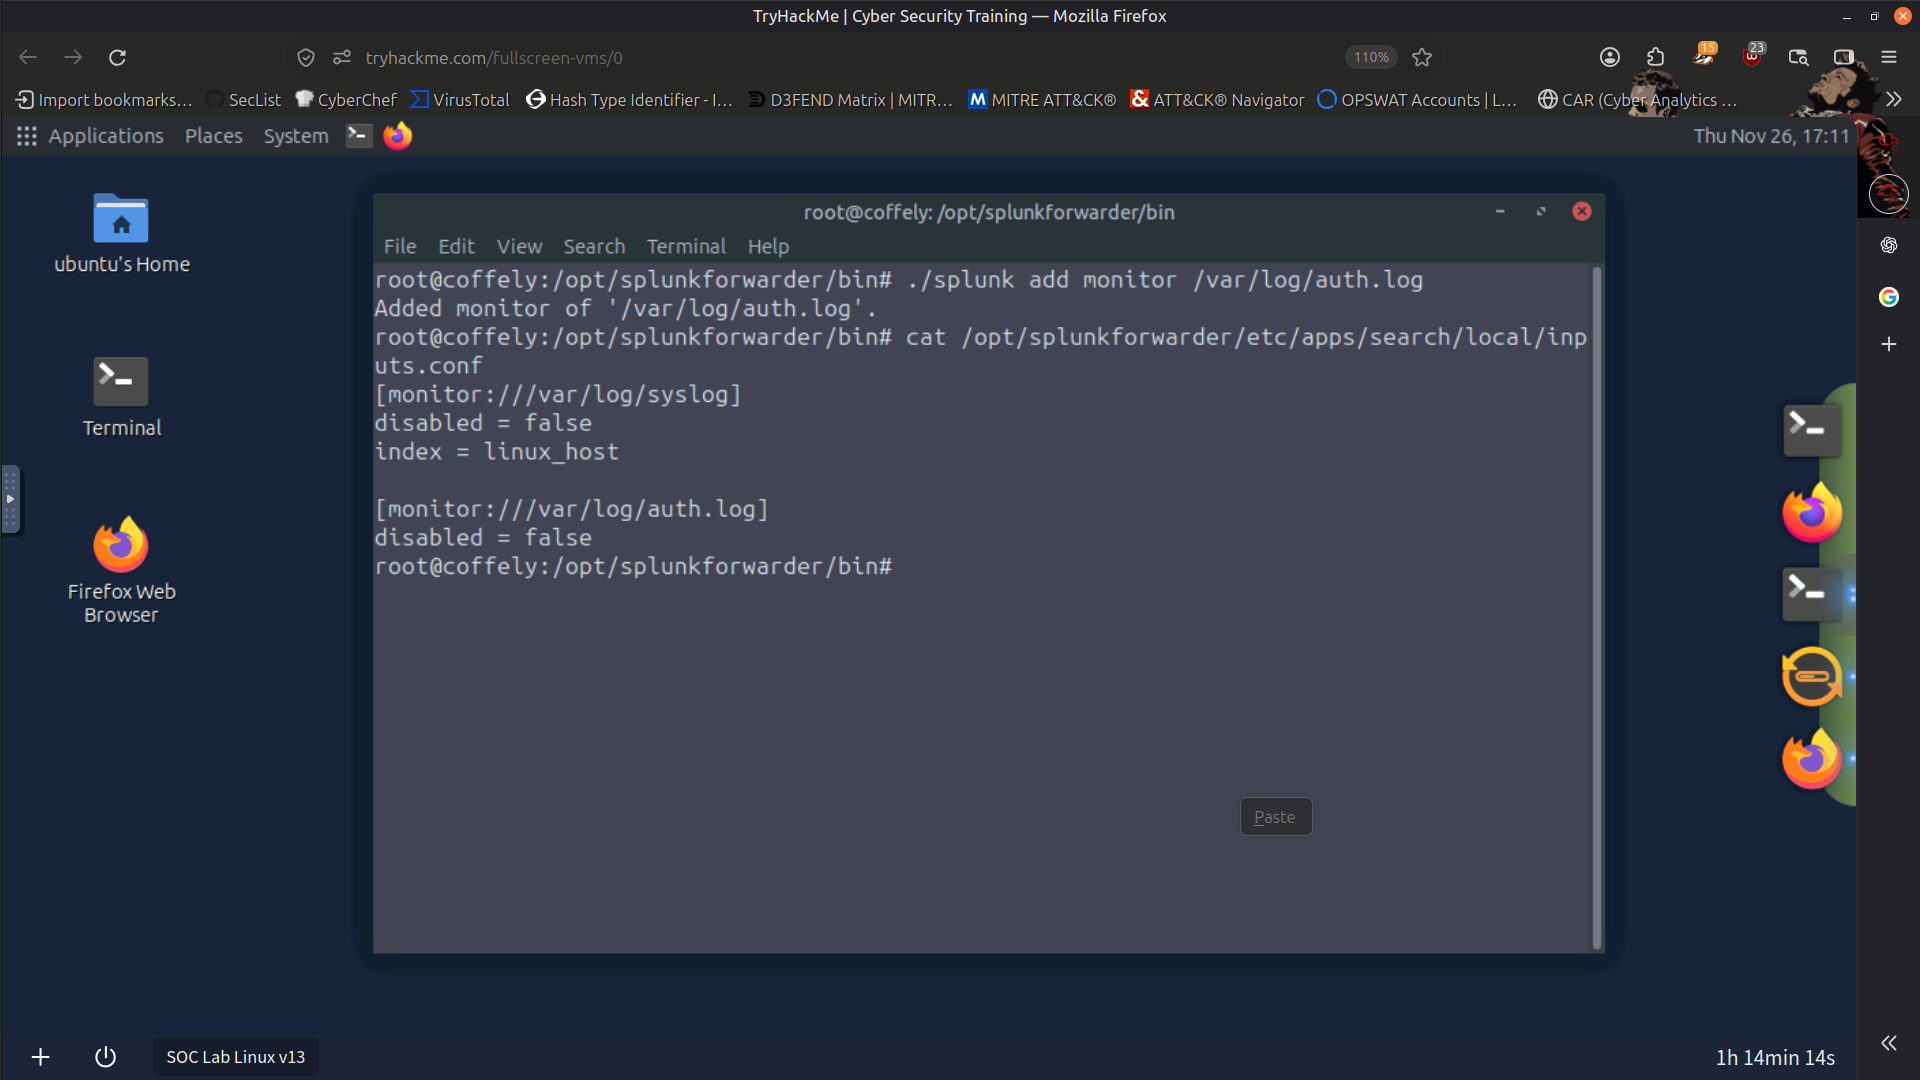 TryHackMe | Cyber Security Training — Mozilla Firefox
tryhackme.com/fullscreen-vms/0
110%
15
23
Import bookmarks...
SecList
CyberChef
VirusTotal
Hash Type Identifier - I...
D3FEND Matrix | MITR...
MITRE ATT&CK®
ATT&CK® Navigator
OPSWAT Accounts | L...
CAR (Cyber Analytics ...
Applications Places System
Thu Nov 26, 17:11
ubuntu's Home
Terminal
Firefox Web
Browser
root@coffely: /opt/splunkforwarder/bin
File Edit View Search Terminal Help
root@coffely:/opt/splunkforwarder/bin# ./splunk add monitor /var/log/auth.log
Added monitor of '/var/log/auth.log'.
root@coffely:/opt/splunkforwarder/bin# cat /opt/splunkforwarder/etc/apps/search/local/inp
uts.conf
[monitor:///var/log/syslog]
disabled = false
index = linux_host
[monitor:///var/log/auth.log]
disabled = false
root@coffely:/opt/splunkforwarder/bin#
Paste
SOC Lab Linux v13
1h 14min 14s